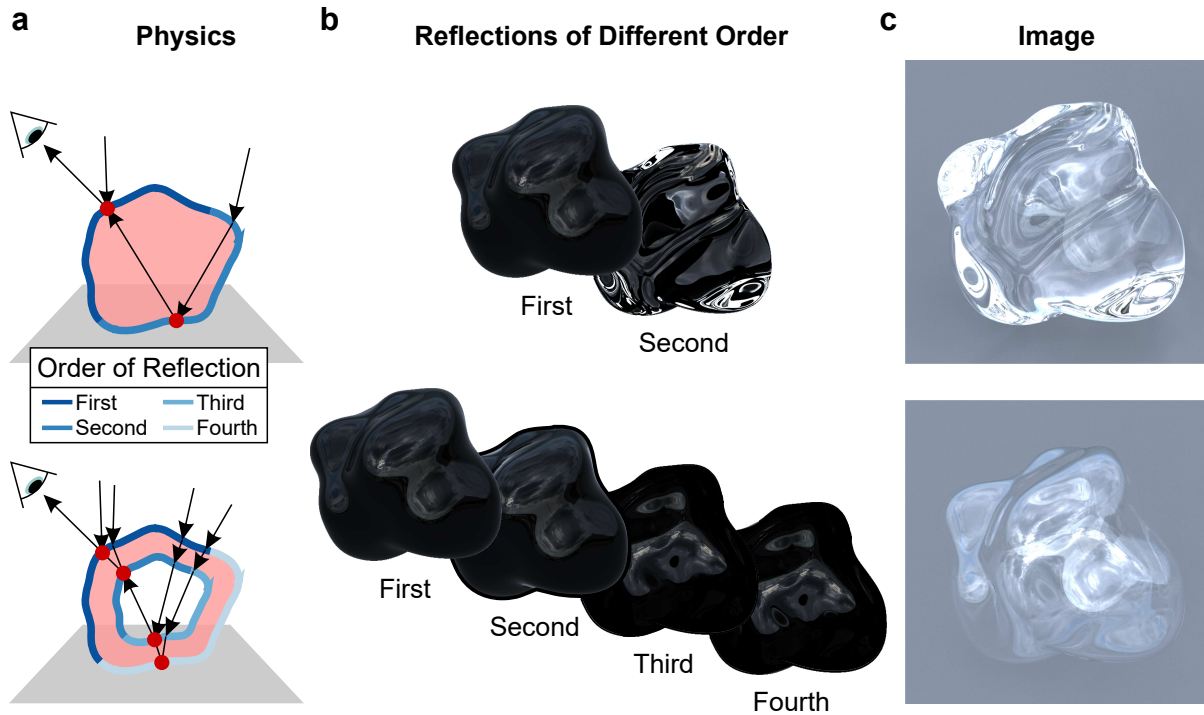 a
Physics
b
Reflections of Different Order
c
Image
First
Second
Order of Reflection
First
Third
Second
Fourth
First
Second
Third
Fourth